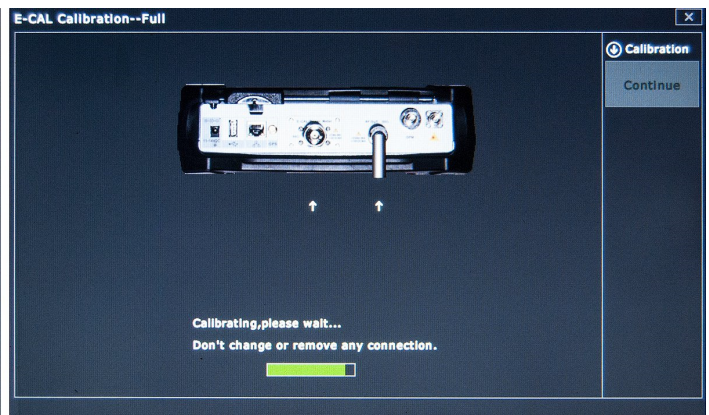 E-CAL Calibration--Full
Calibration
Continue
Calibrating,please wait...
Don't change or remove any connection.